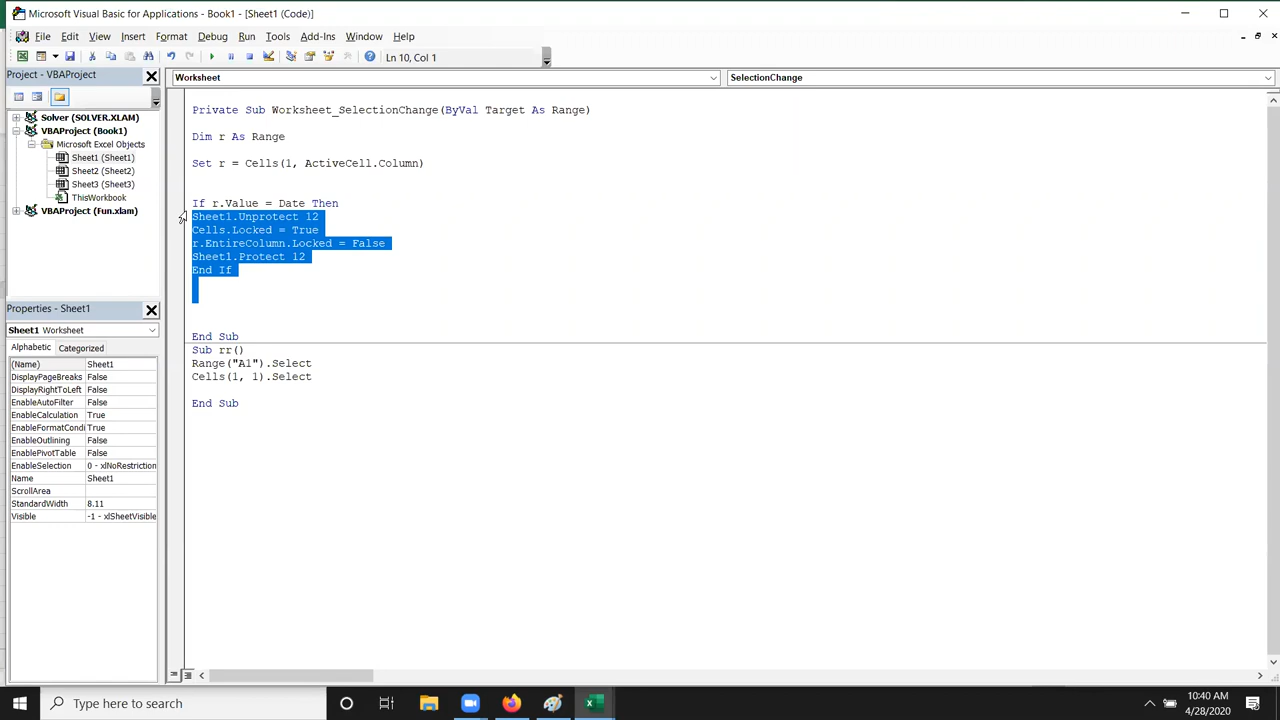 Microsoft Visual Basic for Applications - Book1 - [Sheet1 (Code)]
File Edit View Insert Format Debug Run Tools Add-Ins Window Help
Ln 10, Col 1
Project - VBAProject
Worksheet
SelectionChange
Solver (SOLVER.XLAM)
VBAProject (Book1)
Microsoft Excel Objects
Sheet1 (Sheet1)
Sheet2 (Sheet2)
Sheet3 (Sheet3)
ThisWorkbook
VBAProject (Fun.xlam)
Private Sub Worksheet_SelectionChange(ByVal Target As Range)
Dim r As Range
Set r = Cells(1, ActiveCell.Column)
If r.Value = Date Then
Sheet1.Unprotect 12
Cells.Locked = True
r.EntireColumn.Locked = False
Sheet1.Protect 12
End If
End Sub
Sub rr()
Range("A1").Select
Cells(1, 1).Select
End Sub
Properties - Sheet1
Sheet1 Worksheet
Alphabetic Categorized
(Name) Sheet1
DisplayPageBreaks False
DisplayRightToLeft False
EnableAutoFilter False
EnableCalculation True
EnableFormatCondi True
EnableOutlining False
EnablePivotTable False
EnableSelection 0 - xlNoRestriction
Name Sheet1
ScrollArea
StandardWidth 8.11
Visible -1 - xlSheetVisible
Type here to search
10:40 AM
4/28/2020